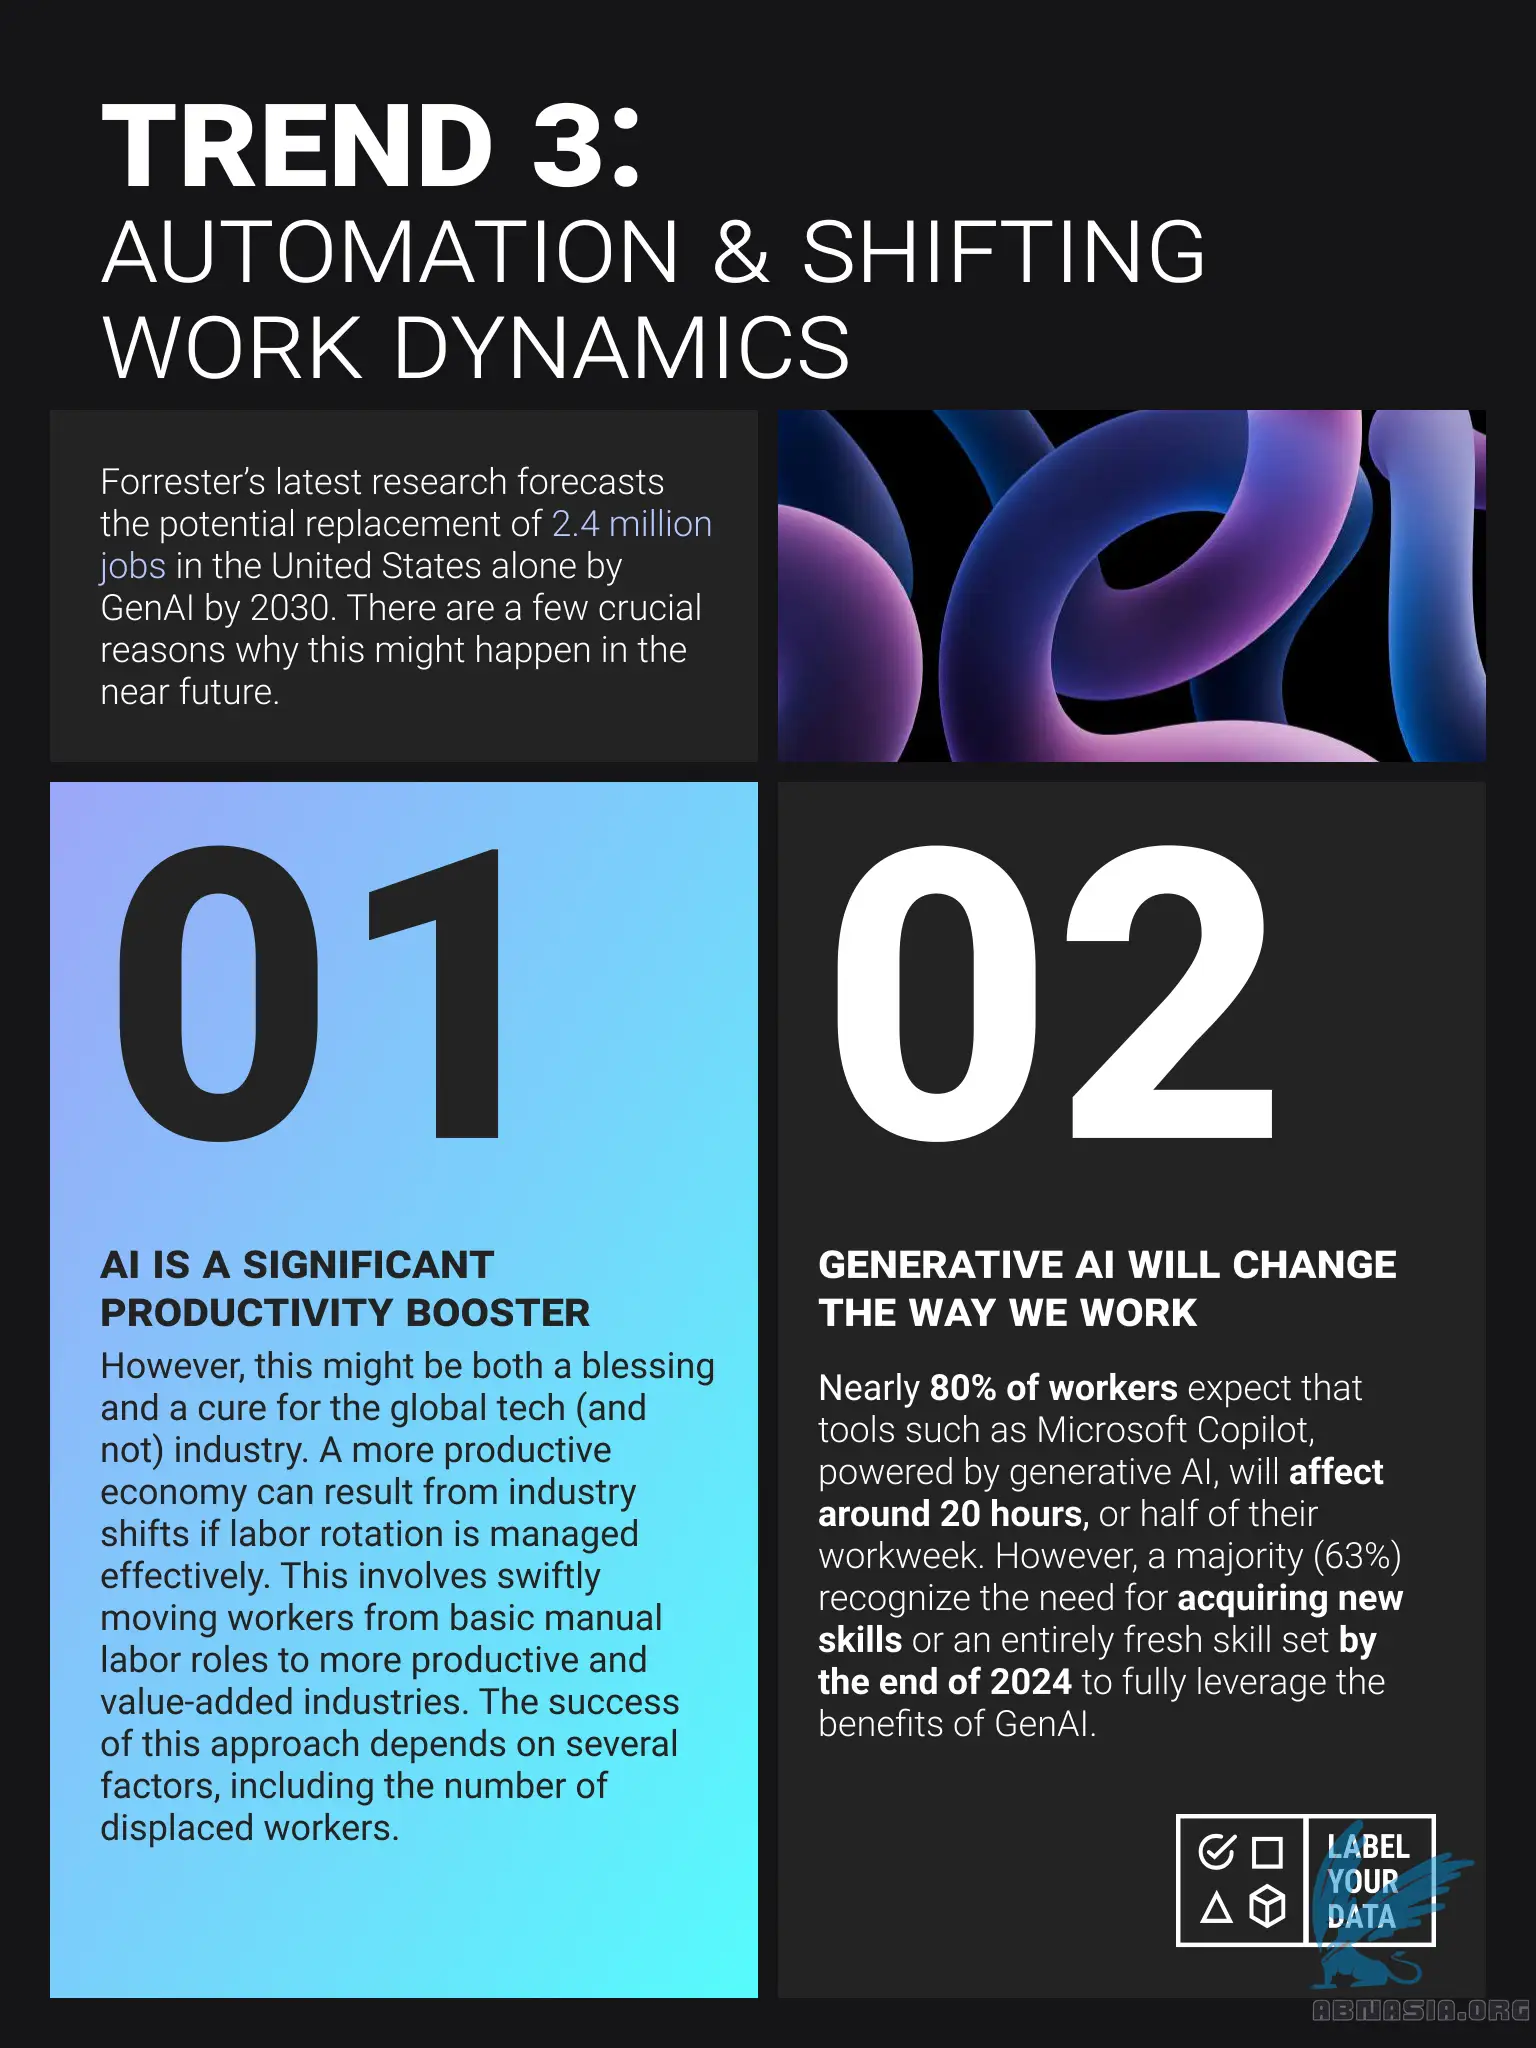 TREND 3:
AUTOMATION & SHIFTING
WORK DYNAMICS
Forrester’s latest research forecasts
the potential replacement of 2.4 million
jobs in the United States alone by
GenAI by 2030. There are a few crucial
reasons why this might happen in the
near future.
01
AI IS A SIGNIFICANT
PRODUCTIVITY BOOSTER
However, this might be both a blessing
and a cure for the global tech (and
not) industry. A more productive
economy can result from industry
shifts if labor rotation is managed
effectively. This involves swiftly
moving workers from basic manual
labor roles to more productive and
value-added industries. The success
of this approach depends on several
factors, including the number of
displaced workers.
02
GENERATIVE AI WILL CHANGE
THE WAY WE WORK
Nearly 80% of workers expect that
tools such as Microsoft Copilot,
powered by generative AI, will affect
around 20 hours, or half of their
workweek. However, a majority (63%)
recognize the need for acquiring new
skills or an entirely fresh skill set by
the end of 2024 to fully leverage the
benefits of GenAI.
LABEL
YOUR
DATA
ABNASIA.ORG